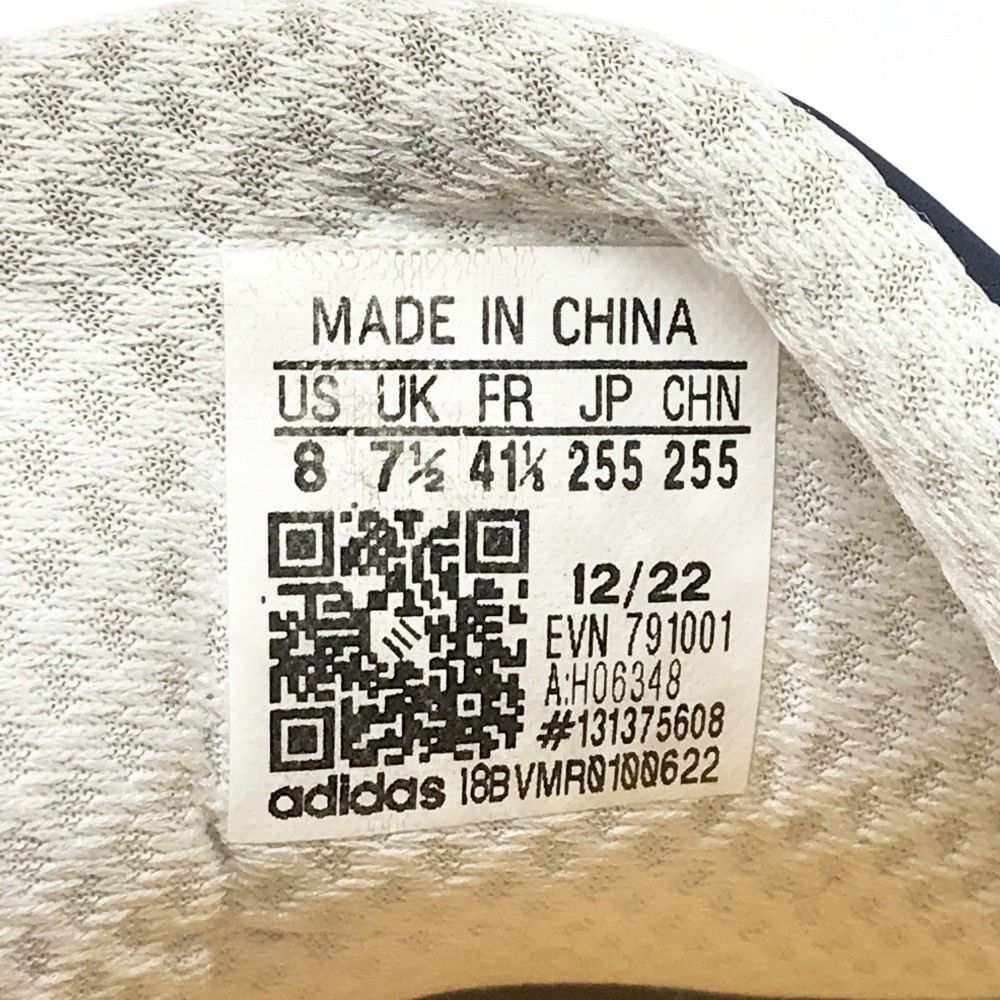 MADE IN CHINA
US UK FR JP CHN
8 7½ 41⅓ 255 255
12/22
EVN 791001
A:H06348
#131375608
adidas 18BVMR0100622